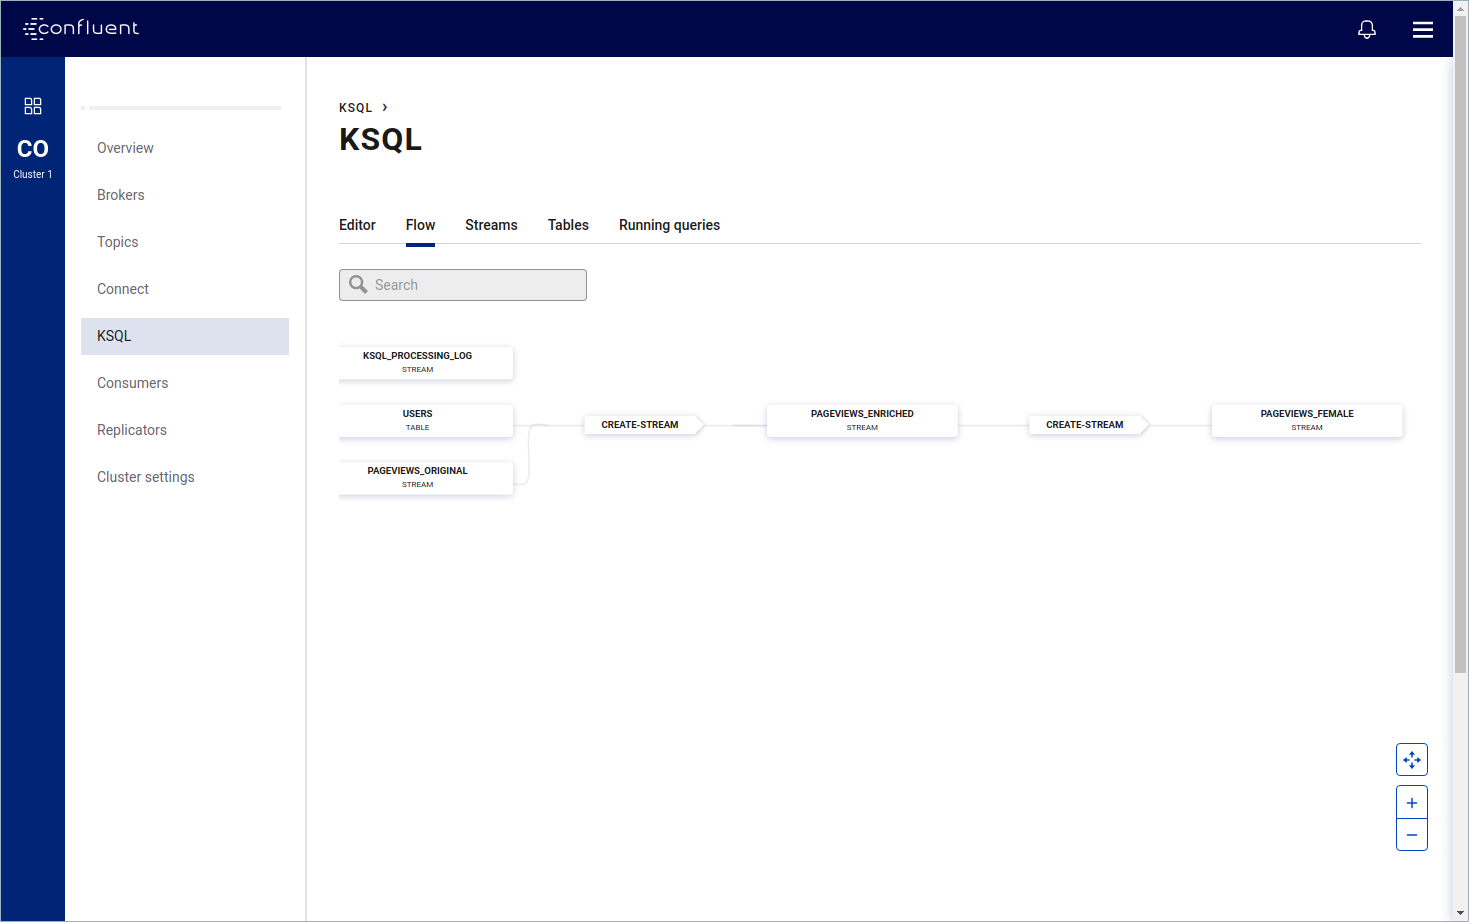 confluent
CO
Cluster 1
Overview
Brokers
Topics
Connect
KSQL
Consumers
Replicators
Cluster settings
KSQL ›
KSQL
Editor Flow Streams Tables Running queries
Search
KSQL_PROCESSING_LOG
STREAM
USERS
TABLE
PAGEVIEWS_ORIGINAL
STREAM
CREATE-STREAM
PAGEVIEWS_ENRICHED
STREAM
CREATE-STREAM
PAGEVIEWS_FEMALE
STREAM